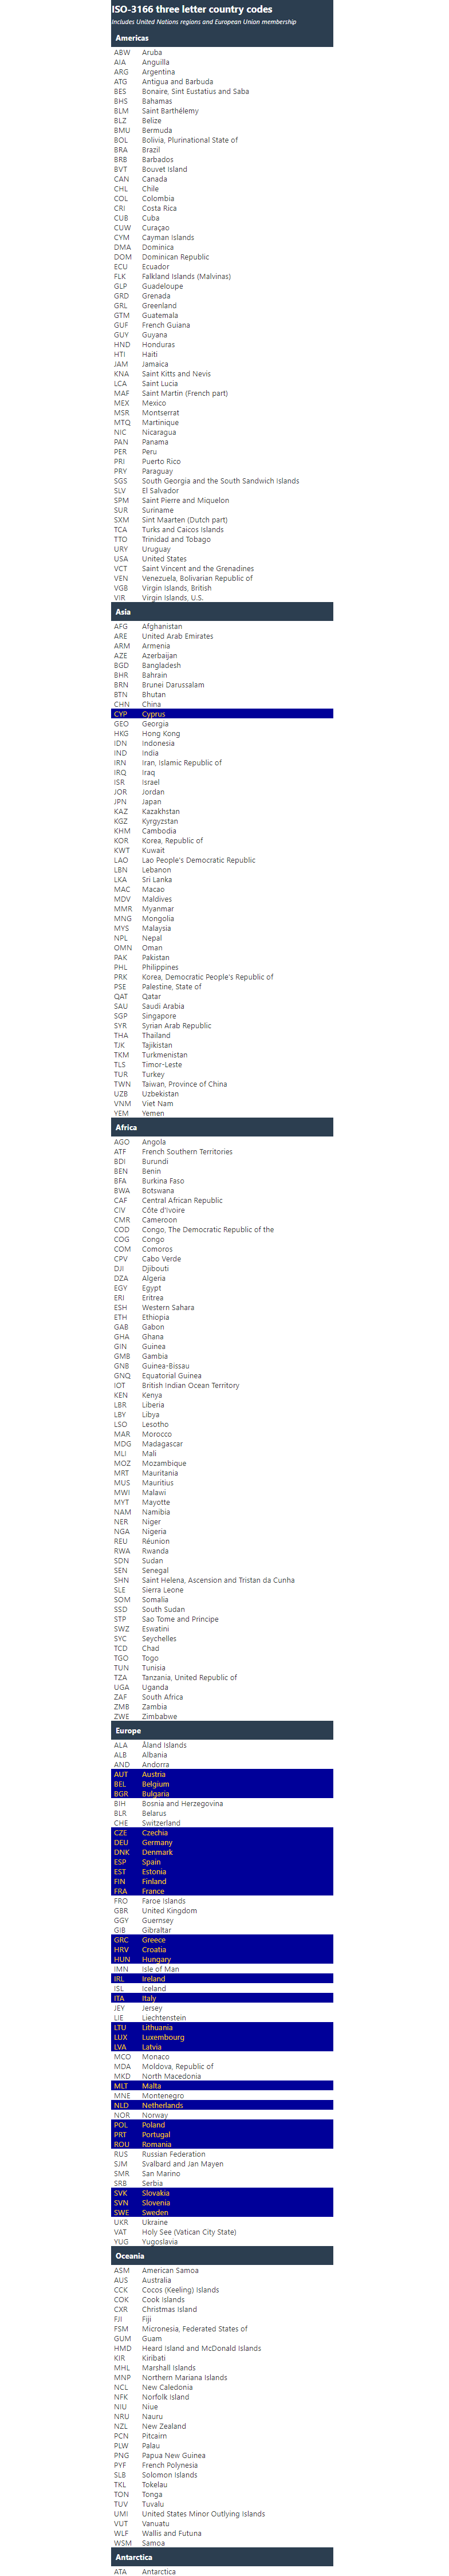 ISO-3166 three letter country codes
Includes United Nations regions and European Union membership
Americas
ABW Aruba
AIA Anguilla
ARG Argentina
ATG Antigua and Barbuda
BES Bonaire, Sint Eustatius and Saba
BHS Bahamas
BLM Saint Barthélemy
BLZ Belize
BMU Bermuda
BOL Bolivia, Plurinational State of
BRA Brazil
BRB Barbados
BVT Bouvet Island
CAN Canada
CHL Chile
COL Colombia
CRI Costa Rica
CUB Cuba
CUW Curaçao
CYM Cayman Islands
DMA Dominica
DOM Dominican Republic
ECU Ecuador
FLK Falkland Islands (Malvinas)
GLP Guadeloupe
GRD Grenada
GRL Greenland
GTM Guatemala
GUF French Guiana
GUY Guyana
HND Honduras
HTI Haiti
JAM Jamaica
KNA Saint Kitts and Nevis
LCA Saint Lucia
MAF Saint Martin (French part)
MEX Mexico
MSR Montserrat
MTQ Martinique
NIC Nicaragua
PAN Panama
PER Peru
PRI Puerto Rico
PRY Paraguay
SGS South Georgia and the South Sandwich Islands
SLV El Salvador
SPM Saint Pierre and Miquelon
SUR Suriname
SXM Sint Maarten (Dutch part)
TCA Turks and Caicos Islands
TTO Trinidad and Tobago
URY Uruguay
USA United States
VCT Saint Vincent and the Grenadines
VEN Venezuela, Bolivarian Republic of
VGB Virgin Islands, British
VIR Virgin Islands, U.S.
Asia
AFG Afghanistan
ARE United Arab Emirates
ARM Armenia
AZE Azerbaijan
BGD Bangladesh
BHR Bahrain
BRN Brunei Darussalam
BTN Bhutan
CHN China
CYP Cyprus
GEO Georgia
HKG Hong Kong
IDN Indonesia
IND India
IRN Iran, Islamic Republic of
IRQ Iraq
ISR Israel
JOR Jordan
JPN Japan
KAZ Kazakhstan
KGZ Kyrgyzstan
KHM Cambodia
KOR Korea, Republic of
KWT Kuwait
LAO Lao People's Democratic Republic
LBN Lebanon
LKA Sri Lanka
MAC Macao
MDV Maldives
MMR Myanmar
MNG Mongolia
MYS Malaysia
NPL Nepal
OMN Oman
PAK Pakistan
PHL Philippines
PRK Korea, Democratic People's Republic of
PSE Palestine, State of
QAT Qatar
SAU Saudi Arabia
SGP Singapore
SYR Syrian Arab Republic
THA Thailand
TJK Tajikistan
TKM Turkmenistan
TLS Timor-Leste
TUR Turkey
TWN Taiwan, Province of China
UZB Uzbekistan
VNM Viet Nam
YEM Yemen
Africa
AGO Angola
ATF French Southern Territories
BDI Burundi
BEN Benin
BFA Burkina Faso
BWA Botswana
CAF Central African Republic
CIV Côte d'Ivoire
CMR Cameroon
COD Congo, The Democratic Republic of the
COG Congo
COM Comoros
CPV Cabo Verde
DJI Djibouti
DZA Algeria
EGY Egypt
ERI Eritrea
ESH Western Sahara
ETH Ethiopia
GAB Gabon
GHA Ghana
GIN Guinea
GMB Gambia
GNB Guinea-Bissau
GNQ Equatorial Guinea
IOT British Indian Ocean Territory
KEN Kenya
LBR Liberia
LBY Libya
LSO Lesotho
MAR Morocco
MDG Madagascar
MLI Mali
MOZ Mozambique
MRT Mauritania
MUS Mauritius
MWI Malawi
MYT Mayotte
NAM Namibia
NER Niger
NGA Nigeria
REU Réunion
RWA Rwanda
SDN Sudan
SEN Senegal
SHN Saint Helena, Ascension and Tristan da Cunha
SLE Sierra Leone
SOM Somalia
SSD South Sudan
STP Sao Tome and Principe
SWZ Eswatini
SYC Seychelles
TCD Chad
TGO Togo
TUN Tunisia
TZA Tanzania, United Republic of
UGA Uganda
ZAF South Africa
ZMB Zambia
ZWE Zimbabwe
Europe
ALA Åland Islands
ALB Albania
AND Andorra
AUT Austria
BEL Belgium
BGR Bulgaria
BIH Bosnia and Herzegovina
BLR Belarus
CHE Switzerland
CZE Czechia
DEU Germany
DNK Denmark
ESP Spain
EST Estonia
FIN Finland
FRA France
FRO Faroe Islands
GBR United Kingdom
GGY Guernsey
GIB Gibraltar
GRC Greece
HRV Croatia
HUN Hungary
IMN Isle of Man
IRL Ireland
ISL Iceland
ITA Italy
JEY Jersey
LIE Liechtenstein
LTU Lithuania
LUX Luxembourg
LVA Latvia
MCO Monaco
MDA Moldova, Republic of
MKD North Macedonia
MLT Malta
MNE Montenegro
NLD Netherlands
NOR Norway
POL Poland
PRT Portugal
ROU Romania
RUS Russian Federation
SJM Svalbard and Jan Mayen
SMR San Marino
SRB Serbia
SVK Slovakia
SVN Slovenia
SWE Sweden
UKR Ukraine
VAT Holy See (Vatican City State)
YUG Yugoslavia
Oceania
ASM American Samoa
AUS Australia
CCK Cocos (Keeling) Islands
COK Cook Islands
CXR Christmas Island
FJI Fiji
FSM Micronesia, Federated States of
GUM Guam
HMD Heard Island and McDonald Islands
KIR Kiribati
MHL Marshall Islands
MNP Northern Mariana Islands
NCL New Caledonia
NFK Norfolk Island
NIU Niue
NRU Nauru
NZL New Zealand
PCN Pitcairn
PLW Palau
PNG Papua New Guinea
PYF French Polynesia
SLB Solomon Islands
TKL Tokelau
TON Tonga
TUV Tuvalu
UMI United States Minor Outlying Islands
VUT Vanuatu
WLF Wallis and Futuna
WSM Samoa
Antarctica
ATA Antarctica